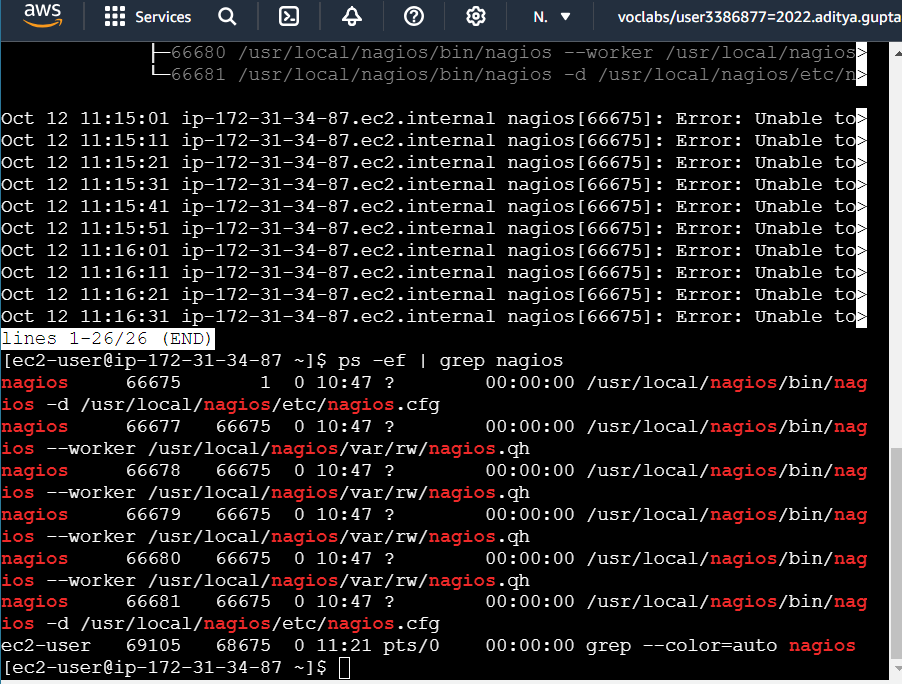 aws Services N. ▼ voclabs/user3386877=2022.aditya.gupta
├─66680 /usr/local/nagios/bin/nagios --worker /usr/local/nagios>
└─66681 /usr/local/nagios/bin/nagios -d /usr/local/nagios/etc/n>
Oct 12 11:15:01 ip-172-31-34-87.ec2.internal nagios[66675]: Error: Unable to>
Oct 12 11:15:11 ip-172-31-34-87.ec2.internal nagios[66675]: Error: Unable to>
Oct 12 11:15:21 ip-172-31-34-87.ec2.internal nagios[66675]: Error: Unable to>
Oct 12 11:15:31 ip-172-31-34-87.ec2.internal nagios[66675]: Error: Unable to>
Oct 12 11:15:41 ip-172-31-34-87.ec2.internal nagios[66675]: Error: Unable to>
Oct 12 11:15:51 ip-172-31-34-87.ec2.internal nagios[66675]: Error: Unable to>
Oct 12 11:16:01 ip-172-31-34-87.ec2.internal nagios[66675]: Error: Unable to>
Oct 12 11:16:11 ip-172-31-34-87.ec2.internal nagios[66675]: Error: Unable to>
Oct 12 11:16:21 ip-172-31-34-87.ec2.internal nagios[66675]: Error: Unable to>
Oct 12 11:16:31 ip-172-31-34-87.ec2.internal nagios[66675]: Error: Unable to>
lines 1-26/26 (END)
[ec2-user@ip-172-31-34-87 ~]$ ps -ef | grep nagios
nagios 66675 1 0 10:47 ? 00:00:00 /usr/local/nagios/bin/nag
ios -d /usr/local/nagios/etc/nagios.cfg
nagios 66677 66675 0 10:47 ? 00:00:00 /usr/local/nagios/bin/nag
ios --worker /usr/local/nagios/var/rw/nagios.qh
nagios 66678 66675 0 10:47 ? 00:00:00 /usr/local/nagios/bin/nag
ios --worker /usr/local/nagios/var/rw/nagios.qh
nagios 66679 66675 0 10:47 ? 00:00:00 /usr/local/nagios/bin/nag
ios --worker /usr/local/nagios/var/rw/nagios.qh
nagios 66680 66675 0 10:47 ? 00:00:00 /usr/local/nagios/bin/nag
ios --worker /usr/local/nagios/var/rw/nagios.qh
nagios 66681 66675 0 10:47 ? 00:00:00 /usr/local/nagios/bin/nag
ios -d /usr/local/nagios/etc/nagios.cfg
ec2-user 69105 68675 0 11:21 pts/0 00:00:00 grep --color=auto nagios
[ec2-user@ip-172-31-34-87 ~]$